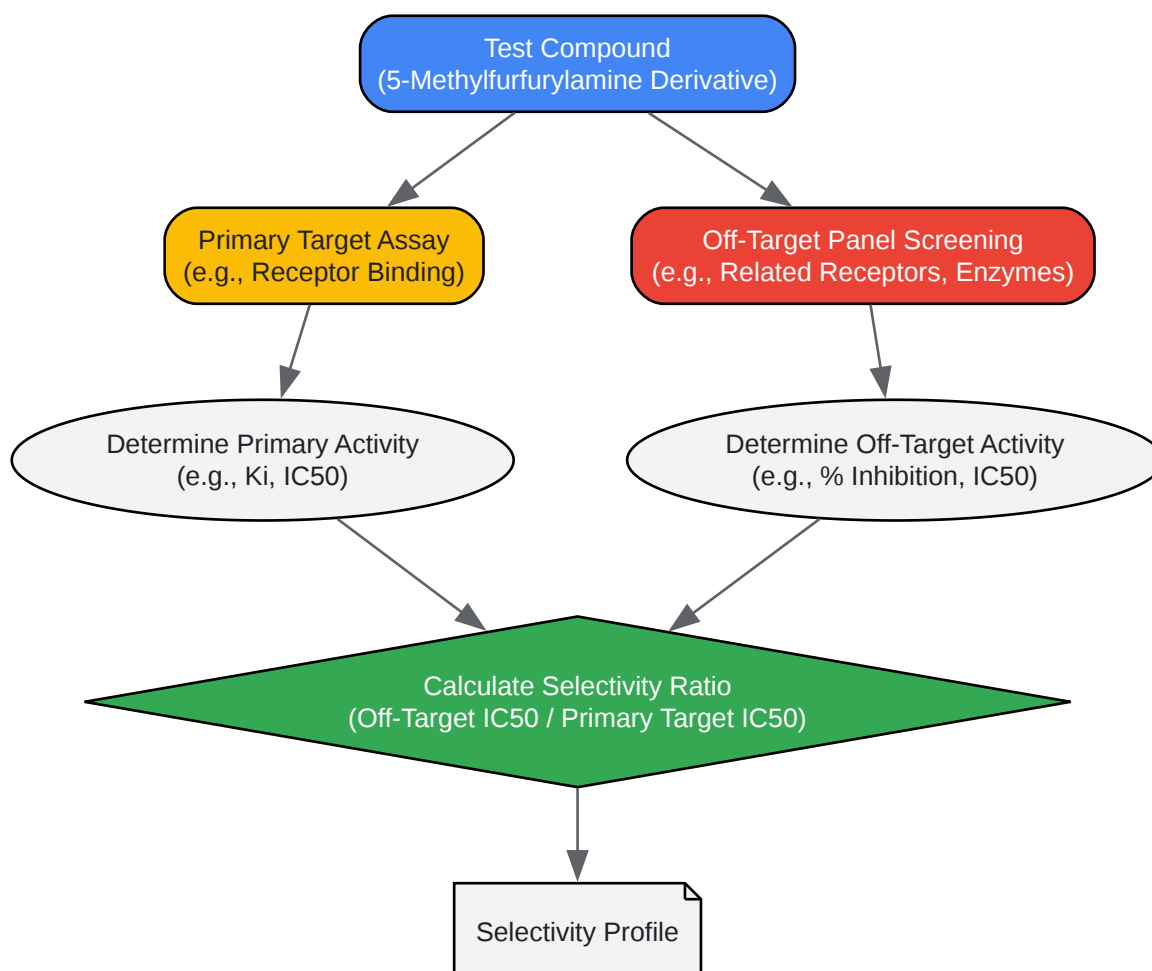 Test Compound
(5-Methylfurfurylamine Derivative)
Primary Target Assay
(e.g., Receptor Binding)
Off-Target Panel Screening
(e.g., Related Receptors, Enzymes)
Determine Primary Activity
(e.g., Ki, IC50)
Determine Off-Target Activity
(e.g., % Inhibition, IC50)
Calculate Selectivity Ratio
(Off-Target IC50 / Primary Target IC50)
Selectivity Profile